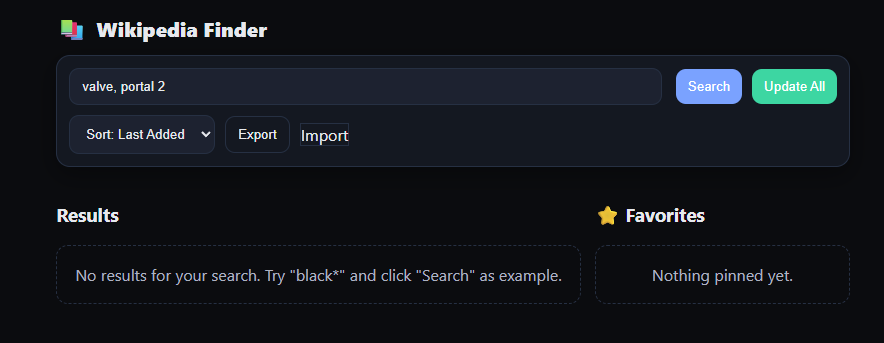 Wikipedia Finder
valve, portal 2
Search
Update All
Sort: Last Added
Export
Import
Results
Favorites
No results for your search. Try "black*" and click "Search" as example.
Nothing pinned yet.